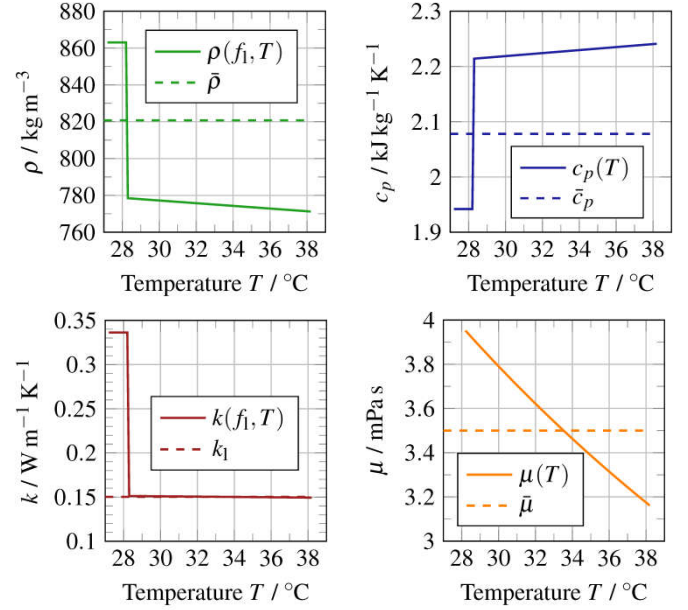 860
840
820
800
780
760
28 30 32 34 36 38
ρ / kg m⁻³
Temperature T / °C
ρ(f_l, T)
ρ̄
2.3
2.2
2.1
2
1.9
28 30 32 34 36 38
c_p / kJ kg⁻¹ K⁻¹
Temperature T / °C
c_p(T)
c̄_p
0.35
0.3
0.25
0.2
0.15
0.1
28 30 32 34 36 38
k / W m⁻¹ K⁻¹
Temperature T / °C
k(f_l, T)
k_l
4
3.8
3.6
3.4
3.2
3
28 30 32 34 36 38
μ / mPa s
Temperature T / °C
μ(T)
μ̄